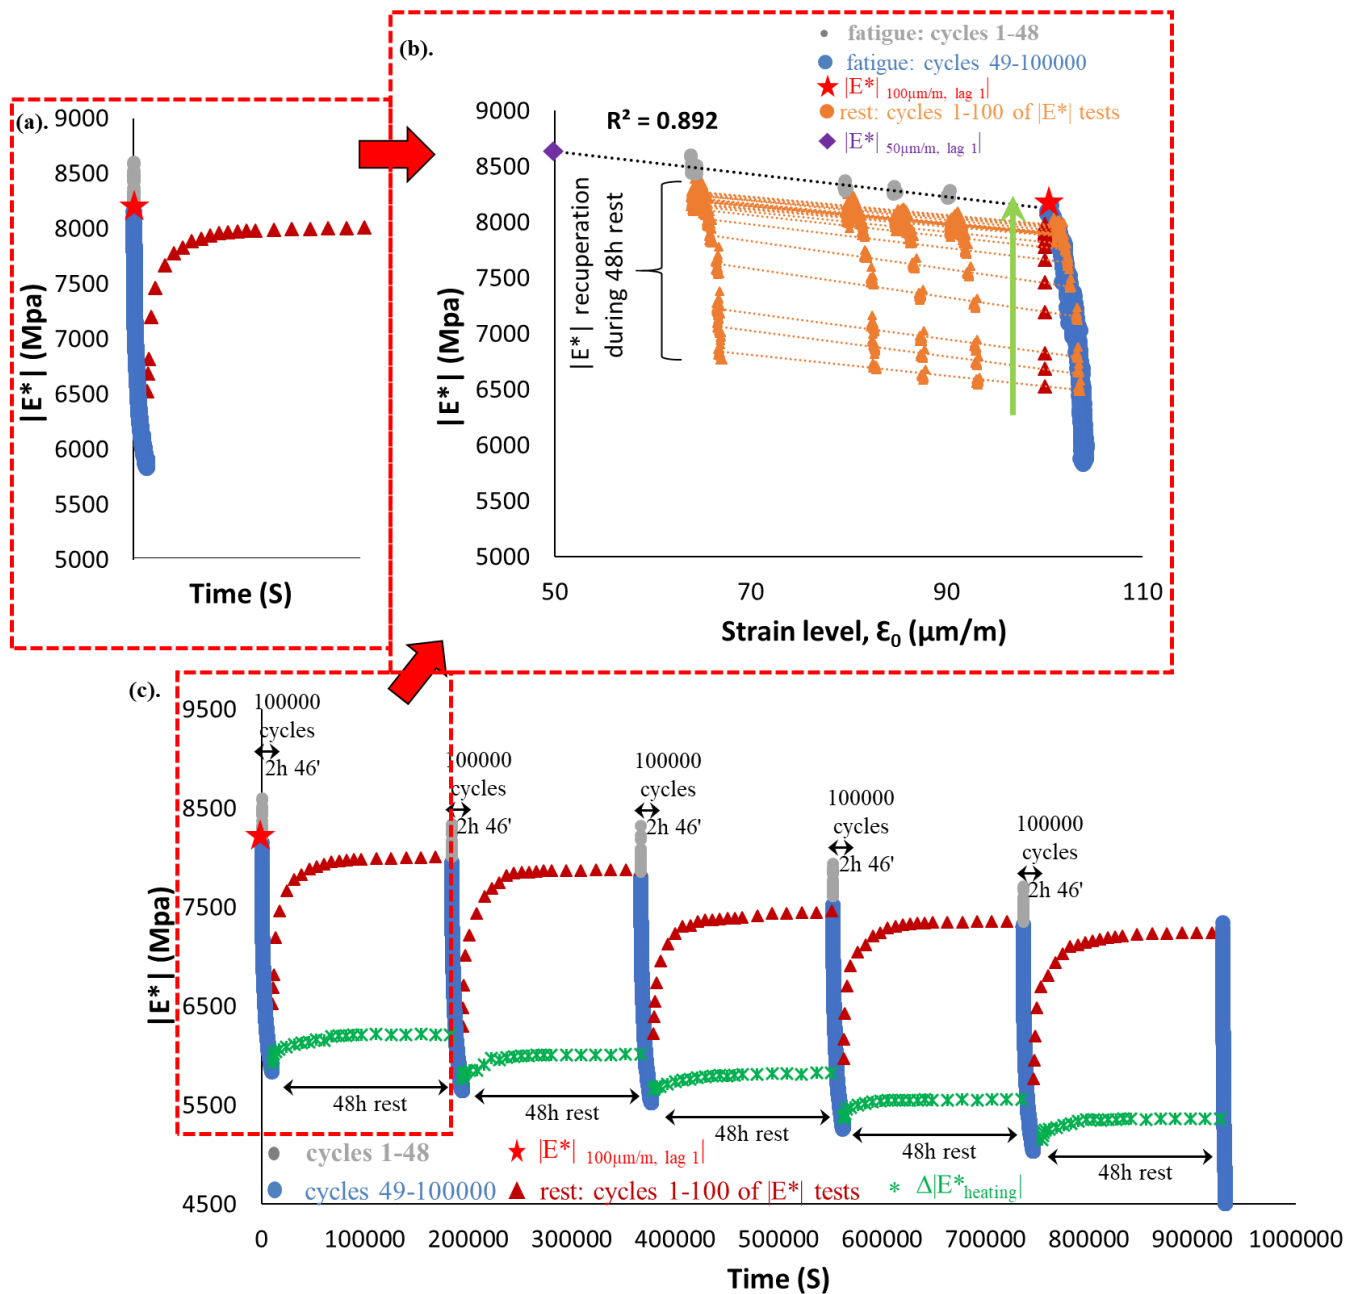 (a).
9000
8500
8000
7500
7000
6500
6000
5500
5000
|E*| (Mpa)
Time (S)
(b).
fatigue: cycles 1-48
fatigue: cycles 49-100000
|E*| 100µm/m, lag 1|
rest: cycles 1-100 of |E*| tests
|E*| 50µm/m, lag 1|
R² = 0.892
9000
8500
8000
7500
7000
6500
6000
5500
5000
|E*| (Mpa)
|E*| recuperation
during 48h rest
50
70
90
110
Strain level, Ɛ0 (µm/m)
(c).
9500
8500
7500
6500
5500
4500
|E*| (Mpa)
100000
cycles
2h 46'
100000
cycles
2h 46'
100000
cycles
2h 46'
100000
cycles
2h 46'
100000
cycles
2h 46'
48h rest
48h rest
48h rest
48h rest
48h rest
cycles 1-48
|E*| 100µm/m, lag 1|
cycles 49-100000
rest: cycles 1-100 of |E*| tests
Δ|E*heating|
0
100000
200000
300000
400000
500000
600000
700000
800000
900000
1000000
Time (S)